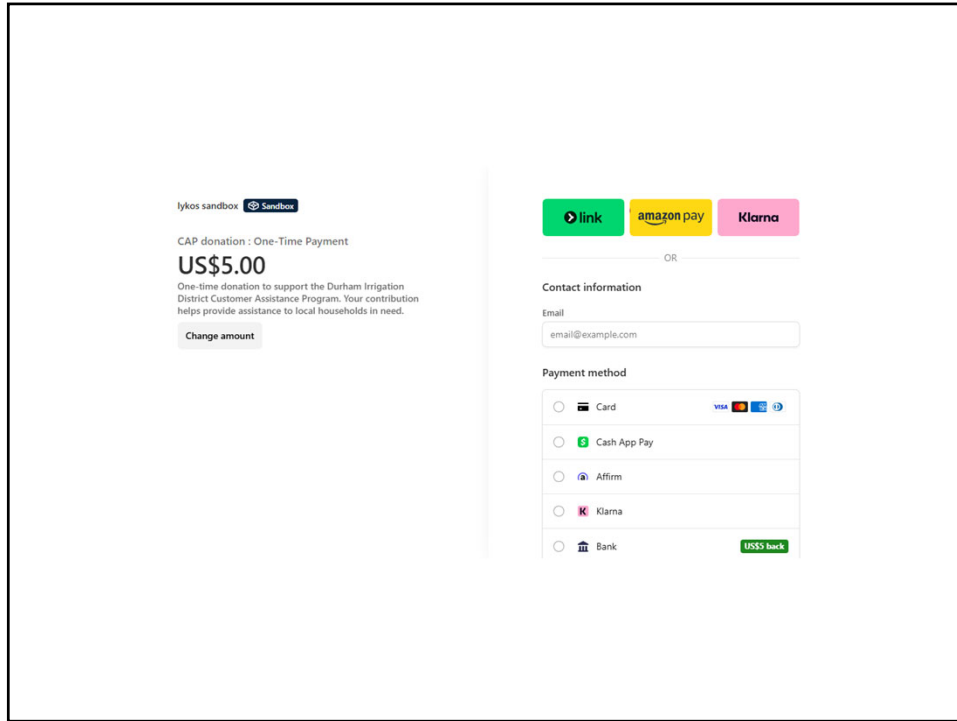 lykos sandbox Sandbox
CAP donation : One-Time Payment
US$5.00
One-time donation to support the Durham Irrigation
District Customer Assistance Program. Your contribution
helps provide assistance to local households in need.
Change amount
link amazon pay Klarna
OR
Contact information
Email
email@example.com
Payment method
Card VISA
Cash App Pay
a Affirm
K Klarna
Bank US$5 back